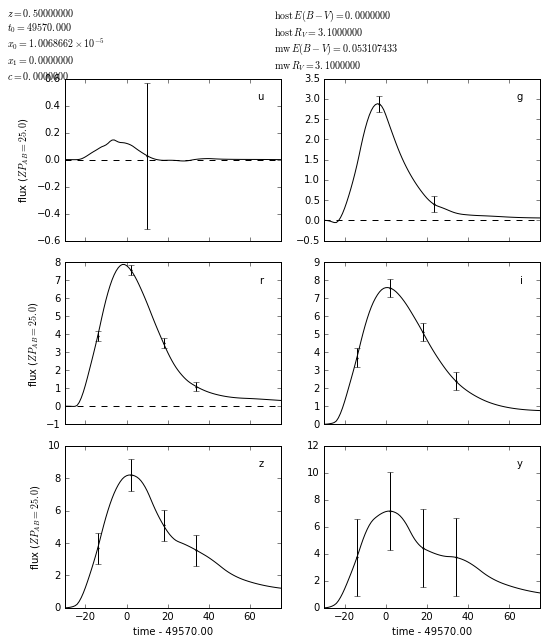 z = 0.50000000
t₀ = 49570.000
x₀ = 1.0068662 × 10⁻⁵
x₁ = 0.0000000
c = 0.0000000
host E(B − V) = 0.0000000
host R_V = 3.1000000
mw E(B − V) = 0.053107433
mw R_V = 3.1000000
0.6
0.4
0.2
0.0
−0.2
−0.4
−0.6
flux (ZP_AB = 25.0)
u
3.5
3.0
2.5
2.0
1.5
1.0
0.5
0.0
−0.5
g
8
7
6
5
4
3
2
1
0
−1
flux (ZP_AB = 25.0)
r
9
8
7
6
5
4
3
2
1
0
i
10
8
6
4
2
0
flux (ZP_AB = 25.0)
z
−20 0 20 40 60
time - 49570.00
12
10
8
6
4
2
0
y
−20 0 20 40 60
time - 49570.00